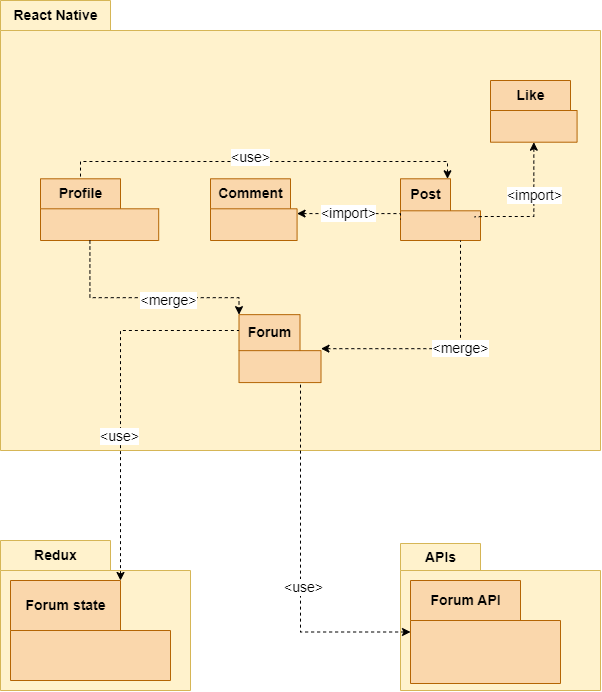 React Native
Like
<use>
Profile
Comment
Post
<import>
<import>
<merge>
Forum
<merge>
<use>
Redux
APIs
Forum state
Forum API
<use>